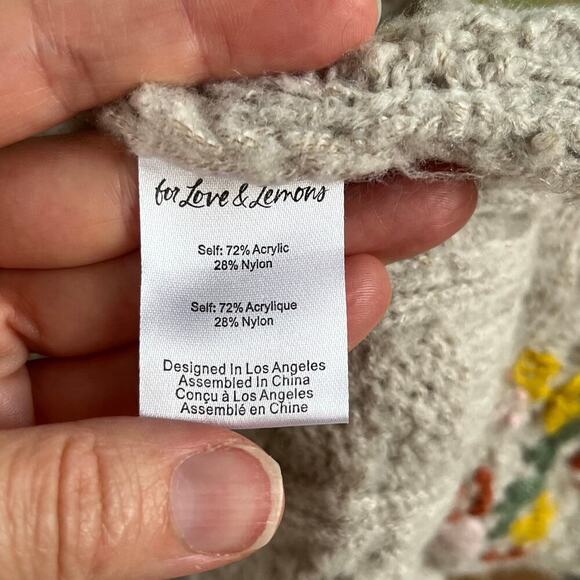 for Love & Lemons
Self: 72% Acrylic
28% Nylon
Self: 72% Acrylique
28% Nylon
Designed In Los Angeles
Assembled In China
Conçu à Los Angeles
Assemblé en Chine